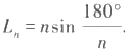 Lₙ = n sin 180°/n.